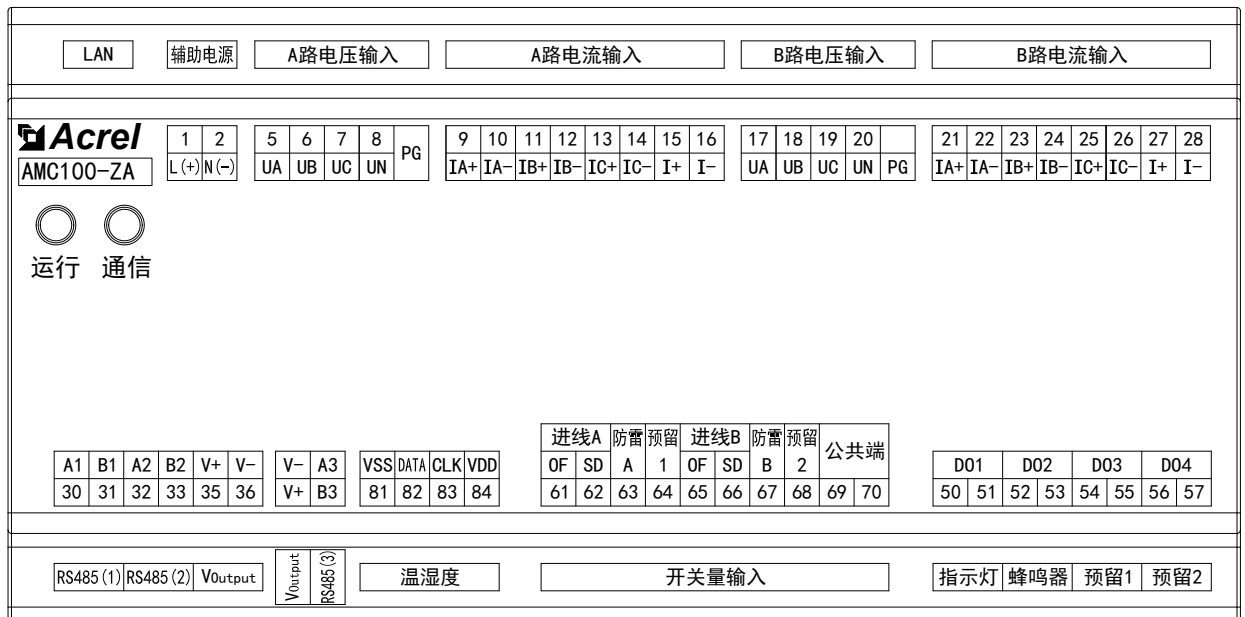 LAN 辅助电源 A路电压输入 A路电流输入 B路电压输入 B路电流输入
Acrel
AMC100-ZA
1 2 5 6 7 8 PG 9 10 11 12 13 14 15 16 17 18 19 20 21 22 23 24 25 26 27 28
L(+) N(-) UA UB UC UN IA+ IA- IB+ IB- IC+ IC- I+ I- UA UB UC UN PG IA+ IA- IB+ IB- IC+ IC- I+ I-
运行 通信
进线A 防雷 预留 进线B 防雷 预留 公共端
A1 B1 A2 B2 V+ V- V- A3 VSS DATA CLK VDD OF SD A 1 OF SD B 2 DO1 DO2 DO3 DO4
30 31 32 33 35 36 V+ B3 81 82 83 84 61 62 63 64 65 66 67 68 69 70 50 51 52 53 54 55 56 57
RS485(1) RS485(2) Voutput Voutput RS485(3) 温湿度 开关量输入 指示灯 蜂鸣器 预留1 预留2